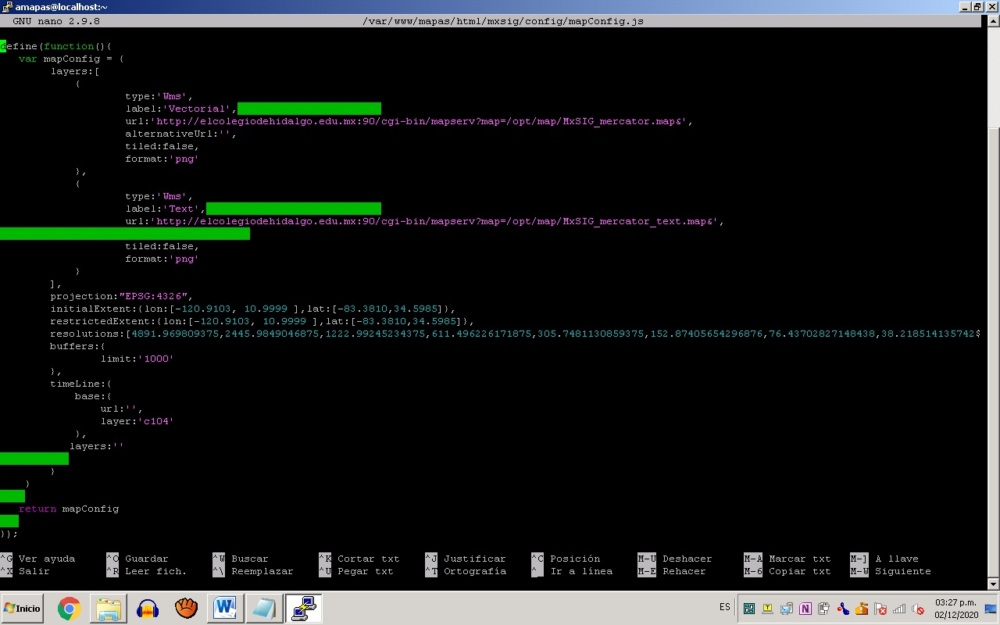 amapas@localhost:~
GNU nano 2.9.8 /var/www/mapas/html/mxsig/config/mapConfig.js
define(function(){
var mapConfig = {
layers:[
{
type:'Wms',
label:'Vectorial',
url:'http://elcolegiodehidalgo.edu.mx:90/cgi-bin/mapserv?map=/opt/map/MxSIG_mercator.map&',
alternativeUrl:'',
tiled:false,
format:'png'
},
{
type:'Wms',
label:'Text',
url:'http://elcolegiodehidalgo.edu.mx:90/cgi-bin/mapserv?map=/opt/map/MxSIG_mercator_text.map&',
tiled:false,
format:'png'
}
],
projection:"EPSG:4326",
initialExtent:{lon:[-120.9103, 10.9999 ],lat:[-83.3810,34.5985]},
restrictedExtent:{lon:[-120.9103, 10.9999 ],lat:[-83.3810,34.5985]},
resolutions:[4891.969809375,2445.9849046875,1222.99245234375,611.496226171875,305.7481130859375,152.87405654296876,76.43702827148438,38.218514135742$
buffers:{
limit:'1000'
},
timeLine:{
base:{
url:'',
layer:'c104'
},
layers:''
}
}
return mapConfig
});
^G Ver ayuda ^O Guardar ^W Buscar ^K Cortar txt ^J Justificar ^C Posición M-U Deshacer M-A Marcar txt M-] A llave
^X Salir ^R Leer fich. ^\ Reemplazar ^U Pegar txt ^T Ortografía ^_ Ir a línea M-E Rehacer M-6 Copiar txt M-W Siguiente
Inicio ES 03:27 p.m.
02/12/2020